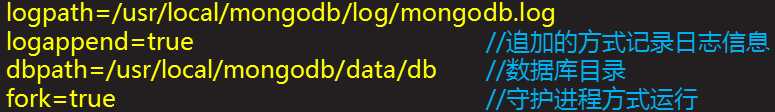 logpath=/usr/local/mongodb/log/mongodb.log
logappend=true //追加的方式记录日志信息
dbpath=/usr/local/mongodb/data/db //数据库目录
fork=true //守护进程方式运行